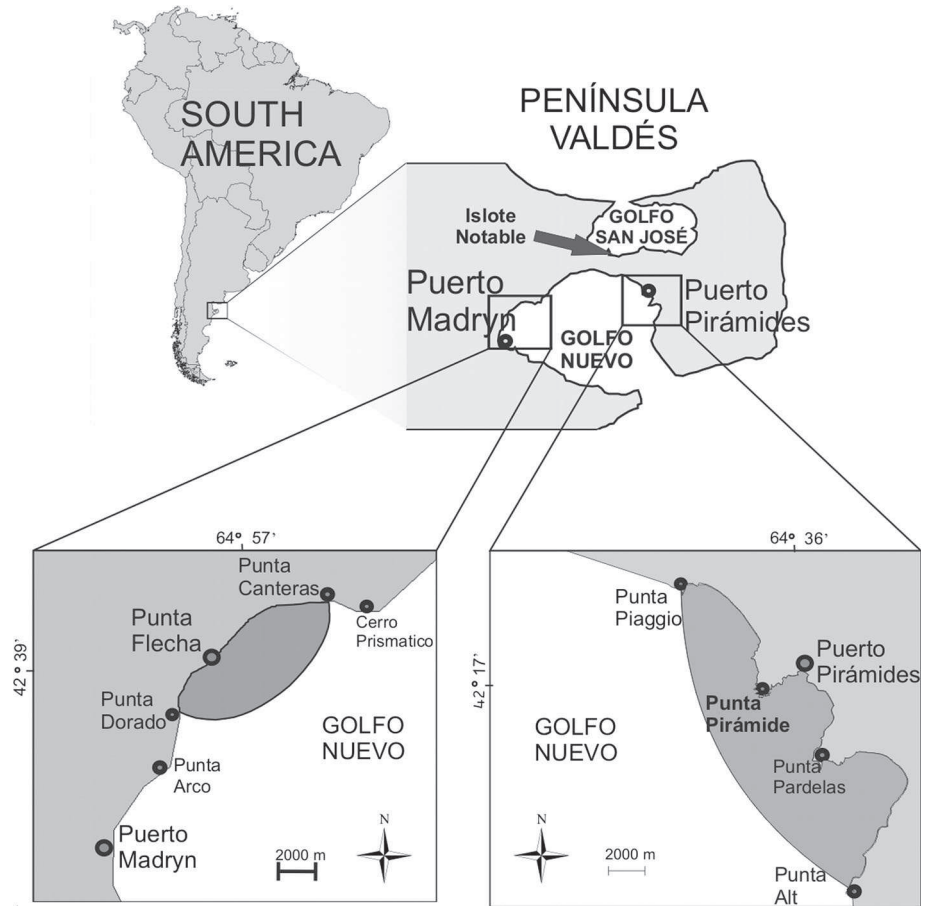 SOUTH
AMERICA
PENÍNSULA
VALDÉS
Islote
Notable
GOLFO
SAN JOSÉ
Puerto
Madryn
Puerto
Pirámides
GOLFO
NUEVO
64° 57'
42° 39'
Punta
Canteras
Cerro
Prismatico
Punta
Flecha
Punta
Dorado
Punta
Arco
Puerto
Madryn
GOLFO
NUEVO
N
2000 m
64° 36'
42° 17'
Punta
Piaggio
Puerto
Pirámides
Punta
Pirámide
Punta
Pardelas
GOLFO
NUEVO
N
2000 m
Punta
Alt